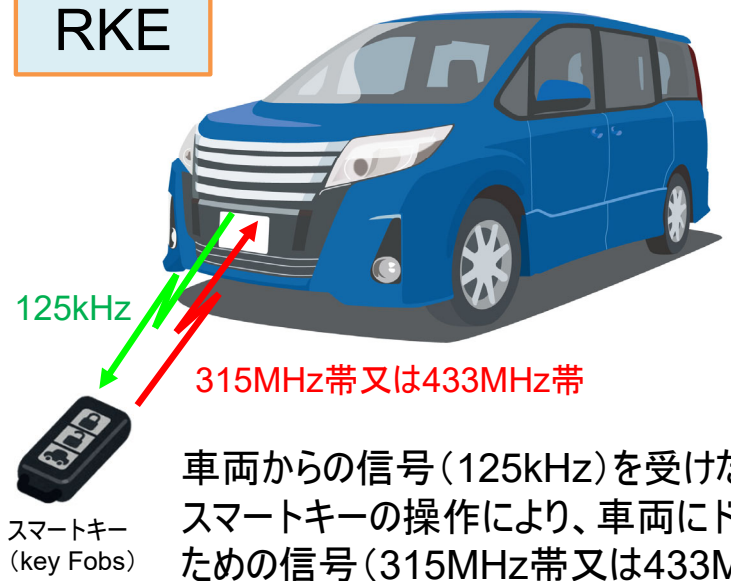 RKE
125kHz
315MHz帯又は433MHz帯
スマートキー
(key Fobs)
車両からの信号(125kHz)を受け
スマートキーの操作により、車両に
ための信号(315MHz帯又は433M